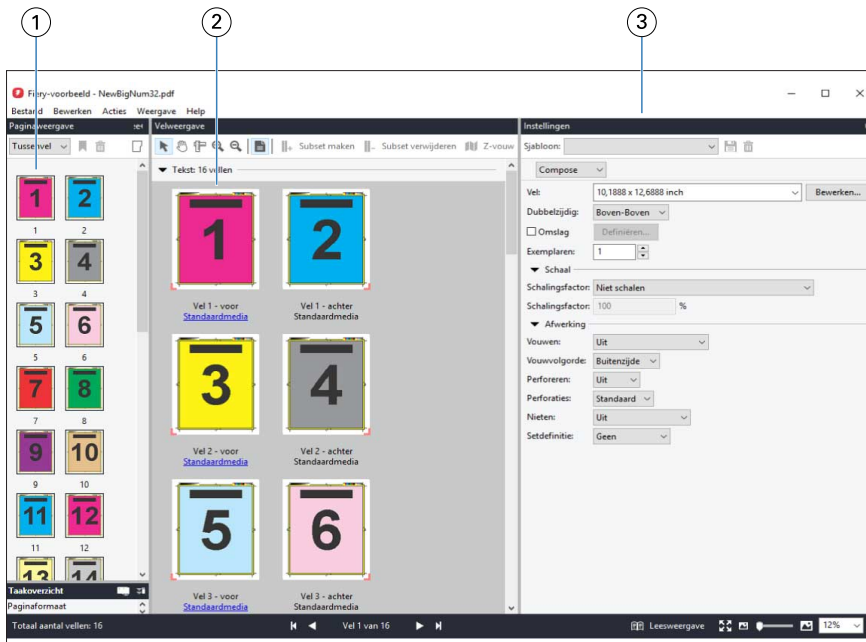 1 2 3
Fiery-voorbeeld - NewBigNum32.pdf
Bestand Bewerken Acties Weergave Help
Paginaweergave
Tussenvel
1 2
1 2
3 4
3 4
5 6
5 6
7 8
7 8
9 10
9 10
11 12
11 12
13 14
Taakoverzicht
Paginaformaat
Velweergave
Subset maken Subset verwijderen Z-vouw
Tekst: 16 vellen
1 2
Vel 1 - voor Vel 1 - achter
Standaardmedia Standaardmedia
3 4
Vel 2 - voor Vel 2 - achter
Standaardmedia Standaardmedia
5 6
Vel 3 - voor Vel 3 - achter
Standaardmedia Standaardmedia
Instellingen
Sjabloon:
Compose
Vel: 10,1888 x 12,6888 inch Bewerken...
Dubbelzijdig: Boven-Boven
Omslag Definiëren...
Exemplaren: 1
Schaal
Schalingsfactor: Niet schalen
Schalingsfactor: 100 %
Afwerking
Vouwen: Uit
Vouwvolgorde: Buitenzijde
Perforeren: Uit
Perforaties: Standaard
Nieten: Uit
Setdefinitie: Geen
Totaal aantal vellen: 16 Vel 1 van 16 Leesweergave 12%